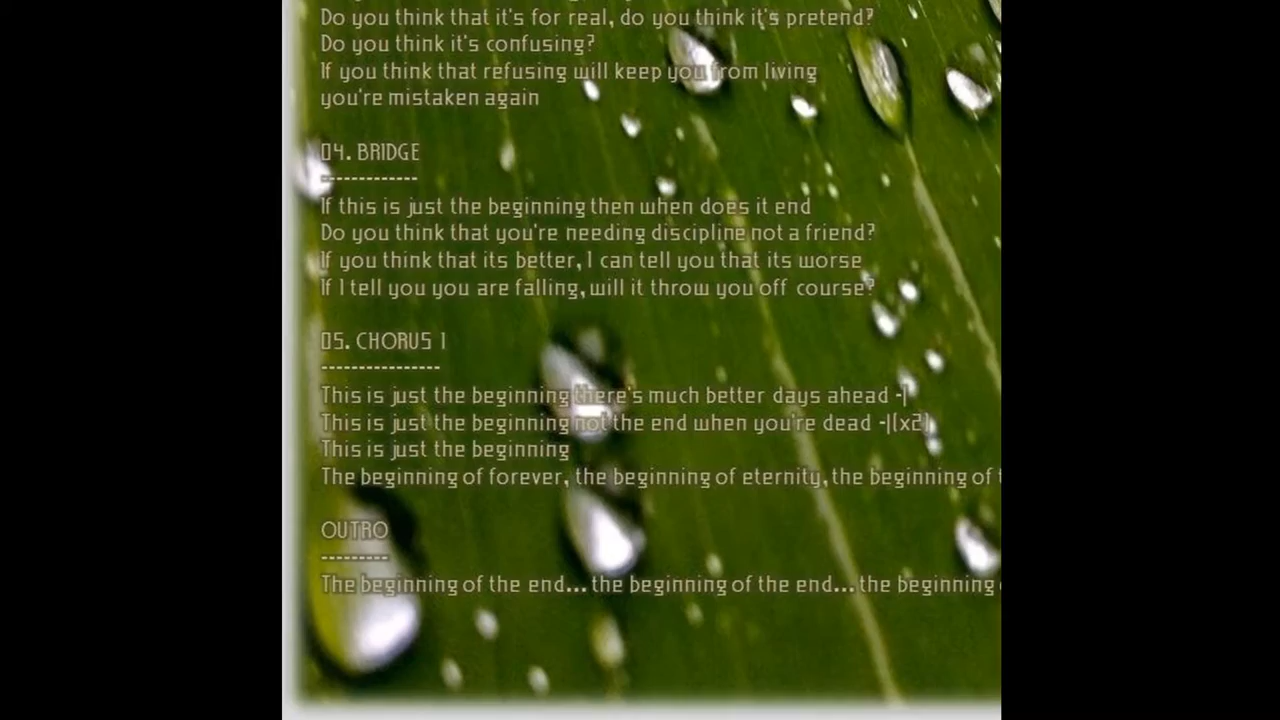 Do you think that it's for real, do you think it's pretend?
Do you think it's confusing?
If you think that refusing will keep you from living
you're mistaken again
04. BRIDGE
-------------
If this is just the beginning then when does it end
Do you think that you're needing discipline not a friend?
If you think that its better, I can tell you that its worse
If I tell you you are falling, will it throw you off course?
05. CHORUS 1
----------------
This is just the beginning there's much better days ahead -|
This is just the beginning not the end when you're dead -|(x2)
This is just the beginning
The beginning of forever, the beginning of eternity, the beginning of
OUTRO
---------
The beginning of the end... the beginning of the end... the beginning